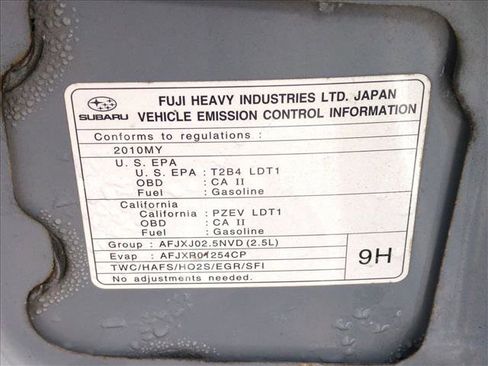 FUJI HEAVY INDUSTRIES LTD. JAPAN
SUBARU VEHICLE EMISSION CONTROL INFORMATION
Conforms to regulations :
2010MY
U. S. EPA
U. S. EPA : T2B4 LDT1
OBD : CA II
Fuel : Gasoline
California
California : PZEV LDT1
OBD : CA II
Fuel : Gasoline
Group : AFJXJ02.5NVD (2.5L)
Evap : AFJXR01254CP
TWC/HAFS/HO2S/EGR/SFI
No adjustments needed.
9H